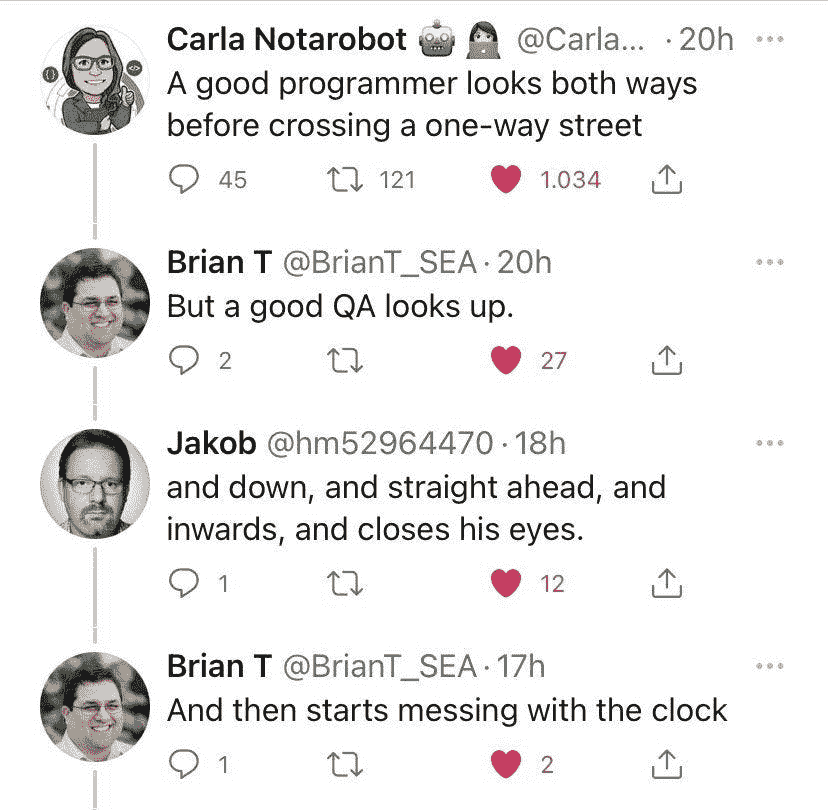 Carla Notarobot 🤖 👩🏻‍💻 @Carla... · 20h
A good programmer looks both ways
before crossing a one-way street
45 121 1.034
Brian T @BrianT_SEA · 20h
But a good QA looks up.
2 27
Jakob @hm52964470 · 18h
and down, and straight ahead, and
inwards, and closes his eyes.
1 12
Brian T @BrianT_SEA · 17h
And then starts messing with the clock
1 2